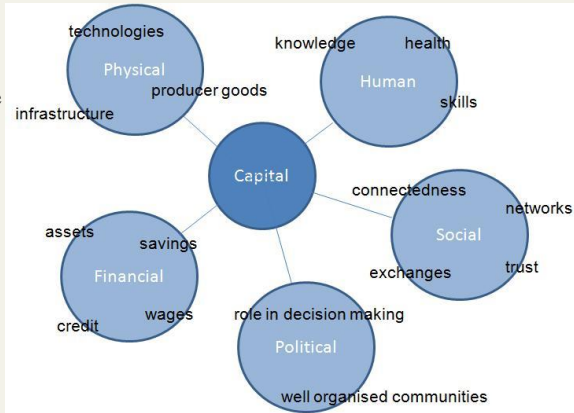 technologies
Physical
producer goods
infrastructure
knowledge
health
Human
skills
Capital
connectedness
networks
Social
exchanges
trust
assets
savings
Financial
credit
wages
role in decision making
Political
well organised communities